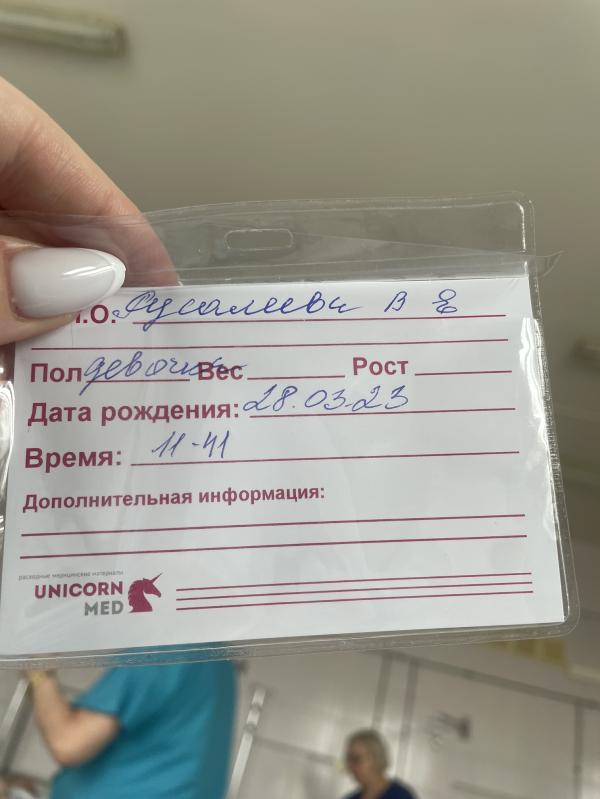 .О. Гусалиева В Е
Пол девочка Вес Рост
Дата рождения: 28.03.23
Время: 11-41
Дополнительная информация:
расходные медицинские материалы
UNICORN
MED